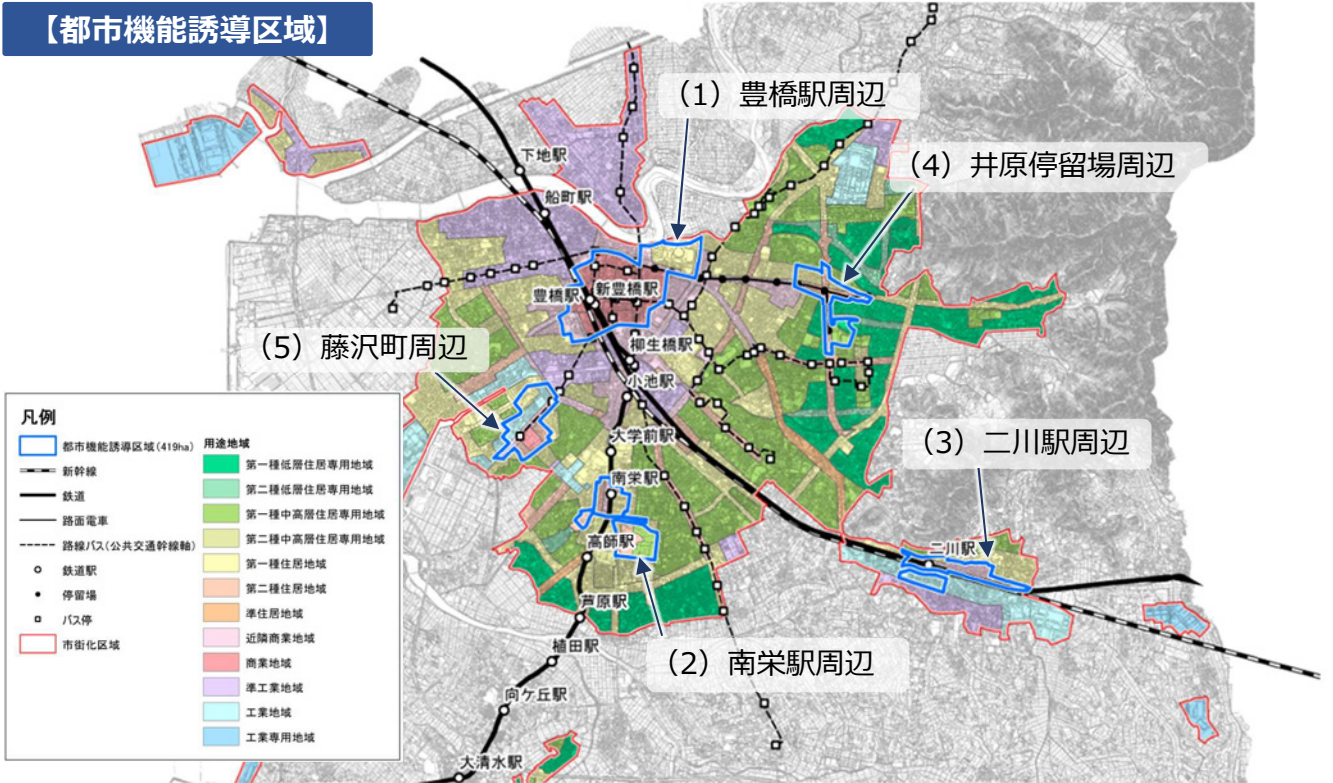 【都市機能誘導区域】
(1)豊橋駅周辺
下地駅
(4)井原停留場周辺
船町駅
豊橋駅
新豊橋駅
(5)藤沢町周辺
柳生橋駅
小池駅
大学前駅
(3)二川駅周辺
南栄駅
高師駅
二川駅
芦原駅
植田駅
(2)南栄駅周辺
向ケ丘駅
大清水駅
凡例
都市機能誘導区域(419ha)
新幹線
鉄道
路面電車
路線バス(公共交通幹線軸)
鉄道駅
停留場
バス停
市街化区域
用途地域
第一種低層住居専用地域
第二種低層住居専用地域
第一種中高層住居専用地域
第二種中高層住居専用地域
第一種住居地域
第二種住居地域
準住居地域
近隣商業地域
商業地域
準工業地域
工業地域
工業専用地域